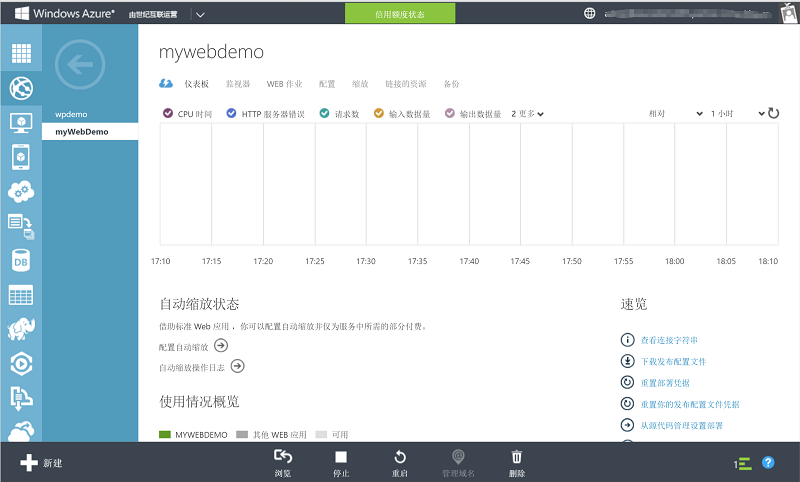 Windows Azure® 由世纪互联运营 信用额度状态
mywebdemo
仪表板 监视器 WEB 作业 配置 缩放 链接的资源 备份
wpdemo
myWebDemo
CPU 时间 HTTP 服务器错误 请求数 输入数据量 输出数据量 2 更多 相对 1 小时
17:10 17:15 17:20 17:25 17:30 17:35 17:40 17:45 17:50 17:55 18:00 18:05 18:10
自动缩放状态
借助标准 Web 应用，你可以配置自动缩放并仅为服务中所需的部分付费。
配置自动缩放
自动缩放操作日志
使用情况概览
MYWEBDEMO 其他 WEB 应用 可用
速览
查看连接字符串
下载发布配置文件
重置部署凭据
重置你的发布配置文件凭据
从源代码管理设置部署
DB
新建 浏览 停止 重启 管理域名 删除 1 ?